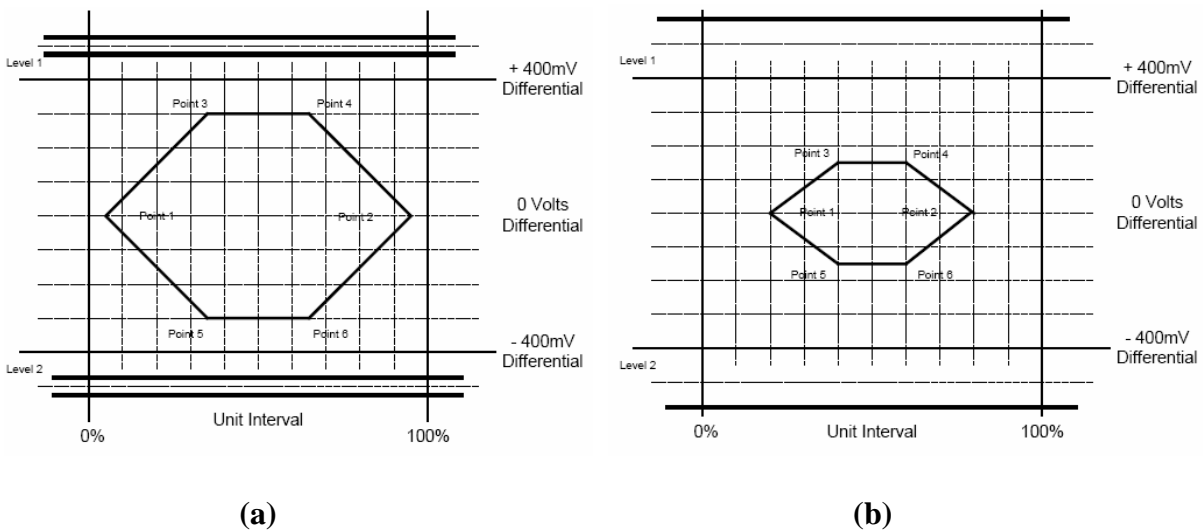 Level 1
+ 400mV
Differential
Point 3
Point 4
Point 1
Point 2
0 Volts
Differential
Point 5
Point 6
- 400mV
Differential
Level 2
Unit Interval
0%
100%
(a)
Level 1
+ 400mV
Differential
Point 3
Point 4
Point 1
Point 2
0 Volts
Differential
Point 5
Point 6
- 400mV
Differential
Level 2
0%
Unit Interval
100%
(b)